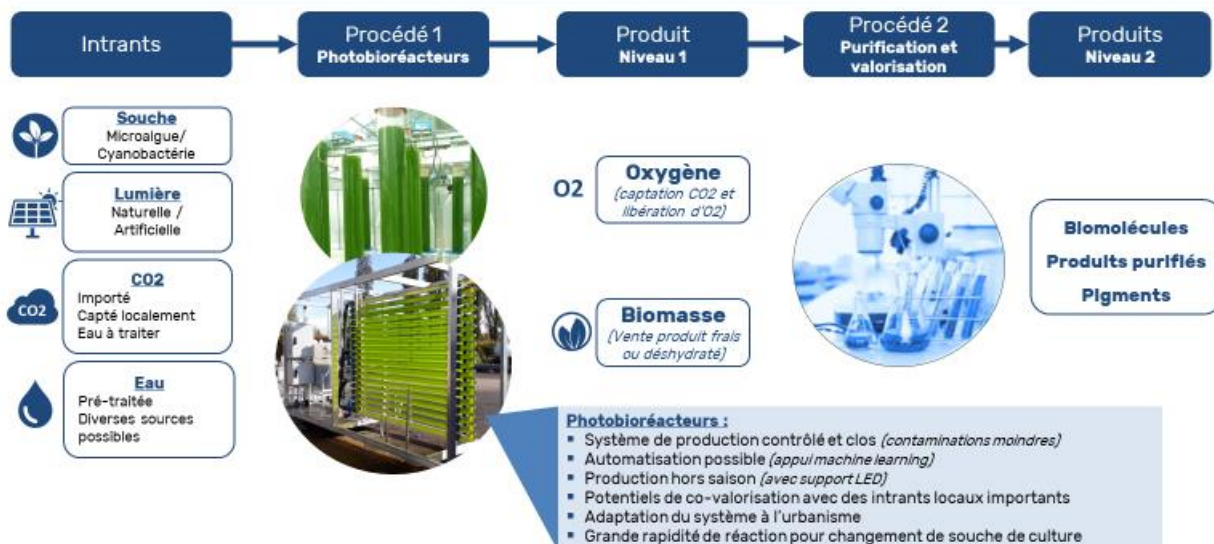 Intrants
Procédé 1
Photobioréacteurs
Produit
Niveau 1
Procédé 2
Purification et
valorisation
Produits
Niveau 2
Souche
Microalgue/
Cyanobactérie
Lumière
Naturelle /
Artificielle
CO2
CO2
Importé
Capté localement
Eau à traiter
Eau
Pré-traitée
Diverses sources
possibles
O2
Oxygène
(captation CO2 et
libération d'O2)
Biomasse
(Vente produit frais
ou déshydraté)
Biomolécules
Produits purifiés
Pigments
Photobioréacteurs :
▪ Système de production contrôlé et clos (contaminations moindres)
▪ Automatisation possible (appui machine learning)
▪ Production hors saison (avec support LED)
▪ Potentiels de co-valorisation avec des intrants locaux importants
▪ Adaptation du système à l'urbanisme
▪ Grande rapidité de réaction pour changement de souche de culture